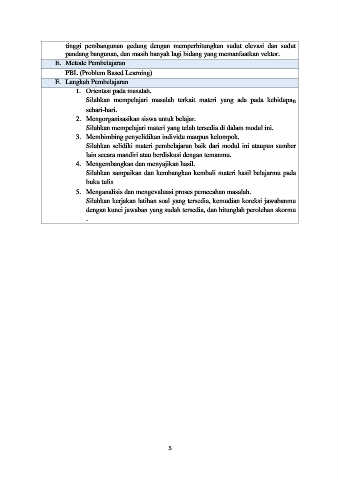 tinggi pembangunan gedung dengan memperhitungkan sudut elevasi dan sudut
pandang bangunan, dan masih banyak lagi bidang yang memanfaatkan vektor.
E. Metode Pembelajaran
PBL (Problem Based Learning)
F. Langkah Pembelajaran
1. Orientasi pada masalah.
Silahkan mempelajari masalah terkait materi yang ada pada kehidupan
sehari-hari.
2. Mengorganisasikan siswa untuk belajar.
Silahkan mempelajari materi yang telah tersedia di dalam modul ini.
3. Membimbing penyelidikan individu maupun kelompok.
Silahkan selidiki materi pembelajaran baik dari modul ini ataupun sumber
lain secara mandiri atau berdiskusi dengan temanmu.
4. Mengembangkan dan menyajikan hasil.
Silahkan sampaikan dan kembangkan kembali materi hasil belajarmu pada
buku tulis
5. Menganalisis dan mengevaluasi proses pemecahan masalah.
Silahkan kerjakan latihan soal yang tersedia, kemudian koreksi jawabanmu
dengan kunci jawaban yang sudah tersedia, dan hitunglah perolehan skormu
.
5